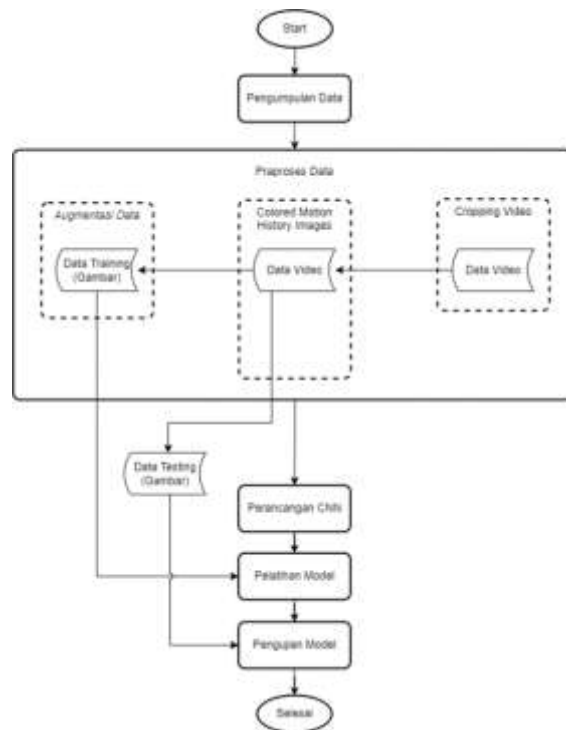 Start
Pengumpulan Data
Praproses Data
Augmentasi Data
Colored Motion
History Images
Cropping Video
Data Training
(Gambar)
Data Video
Data Video
Data Testing
(Gambar)
Perancangan CNN
Pelatihan Model
Pengujian Model
Selesai